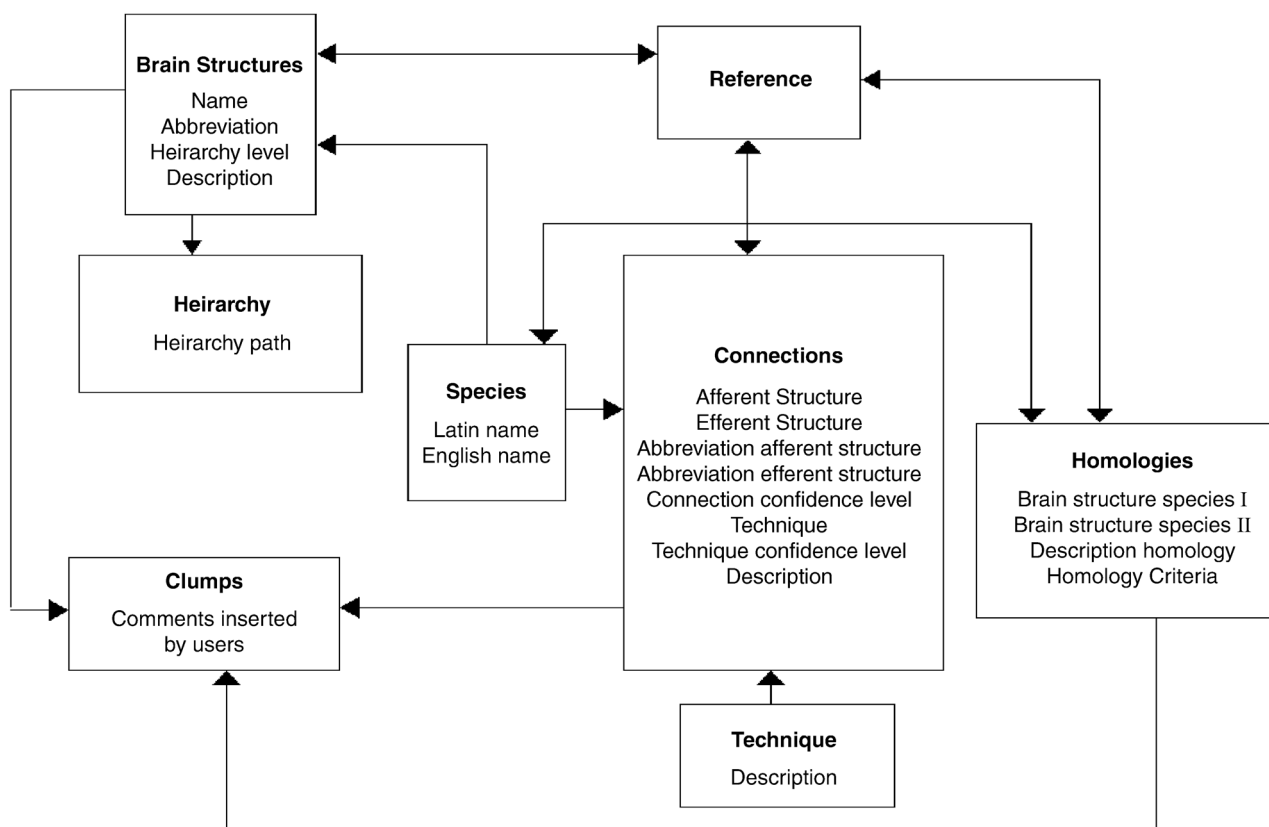 Brain Structures
Name
Abbreviation
Heirarchy level
Description
Reference
Heirarchy
Heirarchy path
Species
Latin name
English name
Connections
Afferent Structure
Efferent Structure
Abbreviation afferent structure
Abbreviation efferent structure
Connection confidence level
Technique
Technique confidence level
Description
Homologies
Brain structure species I
Brain structure species II
Description homology
Homology Criteria
Clumps
Comments inserted
by users
Technique
Description